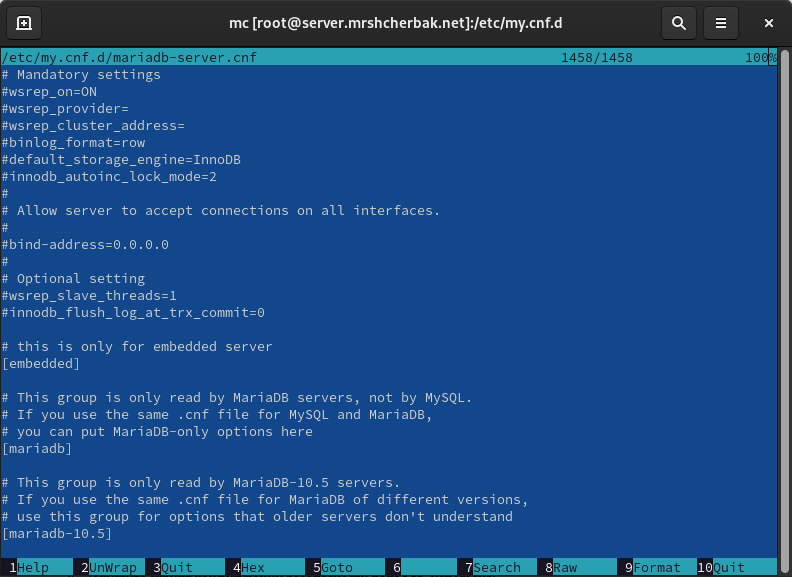 mc [root@server.mrshcherbak.net]:/etc/my.cnf.d
/etc/my.cnf.d/mariadb-server.cnf 1458/1458 100%
# Mandatory settings
#wsrep_on=ON
#wsrep_provider=
#wsrep_cluster_address=
#binlog_format=row
#default_storage_engine=InnoDB
#innodb_autoinc_lock_mode=2
#
# Allow server to accept connections on all interfaces.
#
#bind-address=0.0.0.0
#
# Optional setting
#wsrep_slave_threads=1
#innodb_flush_log_at_trx_commit=0
# this is only for embedded server
[embedded]
# This group is only read by MariaDB servers, not by MySQL.
# If you use the same .cnf file for MySQL and MariaDB,
# you can put MariaDB-only options here
[mariadb]
# This group is only read by MariaDB-10.5 servers.
# If you use the same .cnf file for MariaDB of different versions,
# use this group for options that older servers don't understand
[mariadb-10.5]
1Help 2UnWrap 3Quit 4Hex 5Goto 6 7Search 8Raw 9Format 10Quit